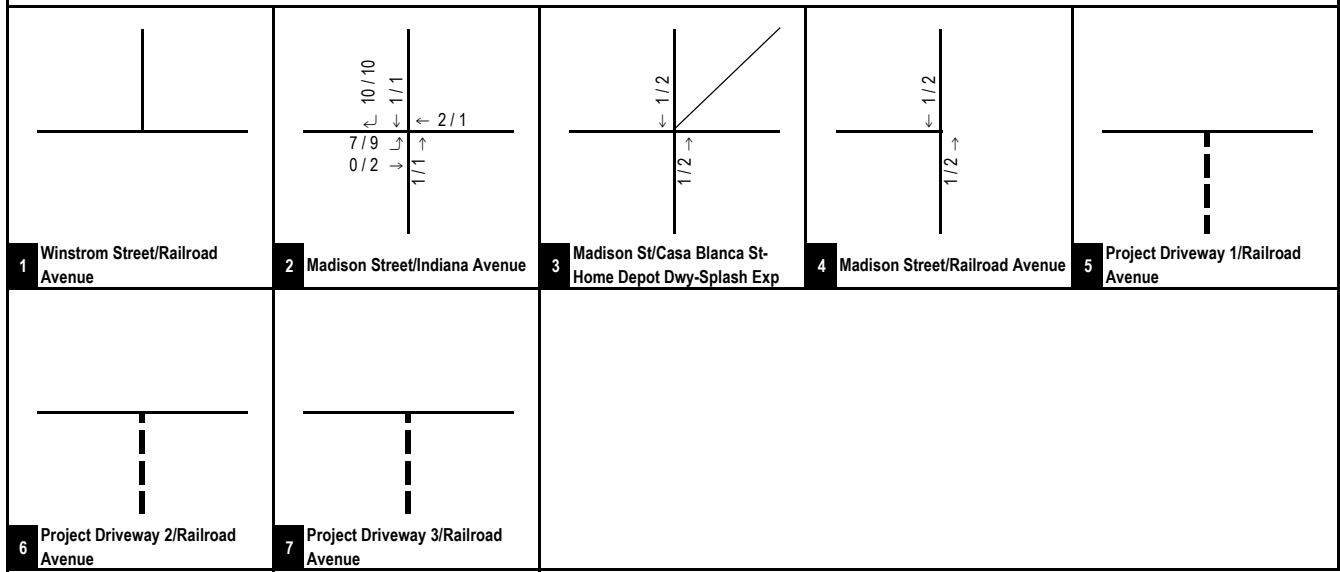 1 Winstrom Street/Railroad
Avenue
10 / 10
1 / 1
↵ ↓ ← 2 / 1
7 / 9 ⮥ ↑
0 / 2 →
1 / 1
2 Madison Street/Indiana Avenue
← 1 / 2
1 / 2 →
3 Madison St/Casa Blanca St-
Home Depot Dwy-Splash Exp
← 1 / 2
1 / 2 →
4 Madison Street/Railroad Avenue
5 Project Driveway 1/Railroad
Avenue
6 Project Driveway 2/Railroad
Avenue
7 Project Driveway 3/Railroad
Avenue